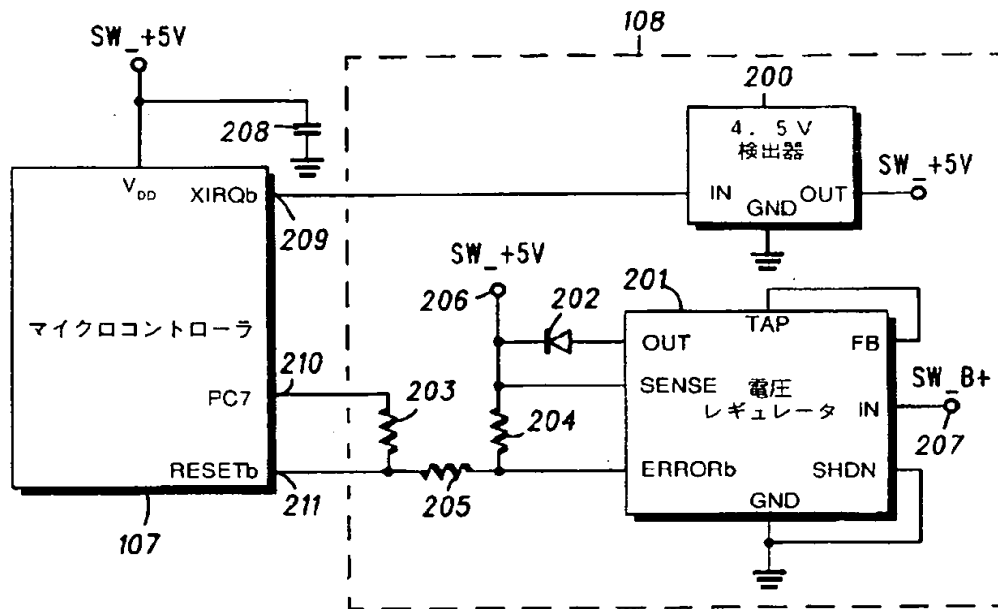 SW_+5V
108
200
208
4.5V
検出器
SW_+5V
V_DD
XIRQb
IN
OUT
GND
209
SW_+5V
206
202
201
TAP
OUT
FB
マイクロコントローラ
SENSE
電圧
レギュレータ
SW_B+
210
203
PC7
204
IN
207
RESETb
ERRORb
SHDN
211
205
GND
107